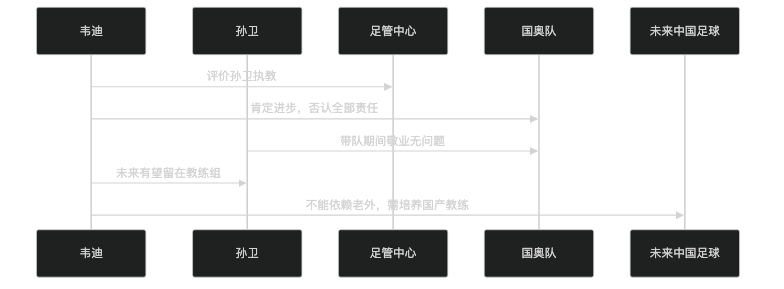 韦迪
孙卫
足管中心
国奥队
未来中国足球
评价孙卫执教
肯定进步，否认全部责任
带队期间敬业无问题
未来有望留在教练组
不能依赖老外，需培养国产教练
韦迪
孙卫
足管中心
国奥队
未来中国足球